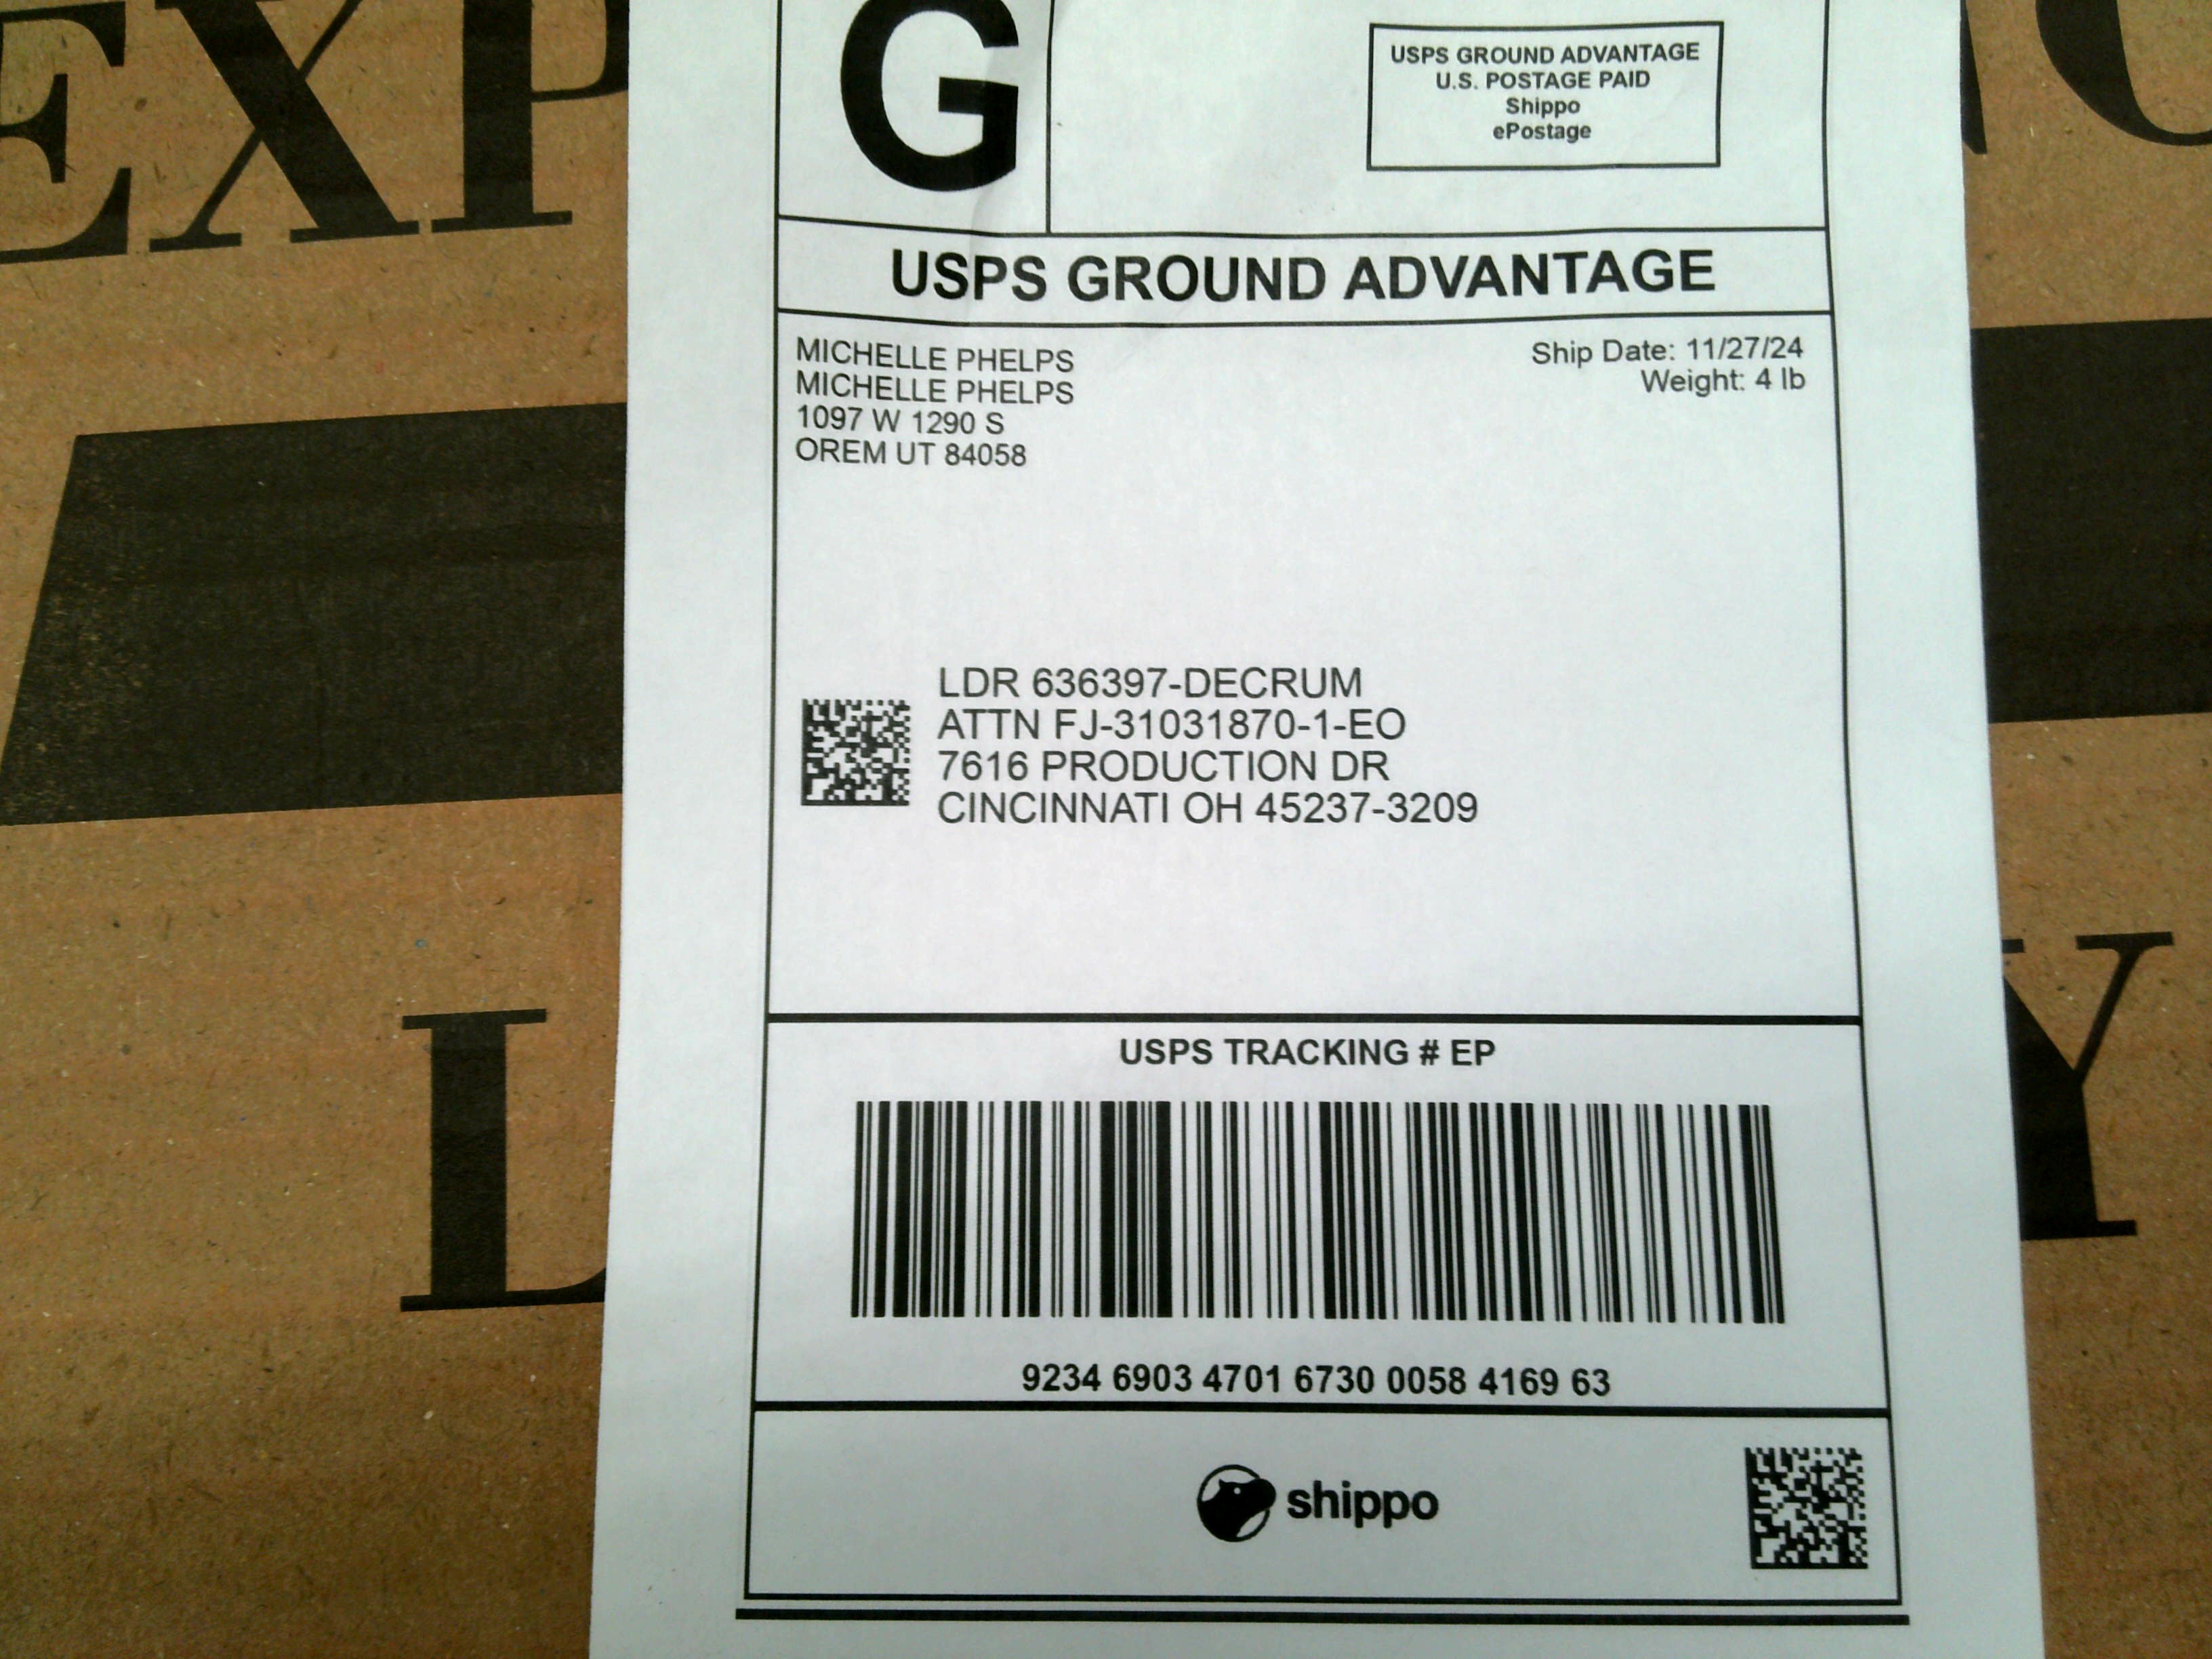 G
USPS GROUND ADVANTAGE
U.S. POSTAGE PAID
Shippo
ePostage
USPS GROUND ADVANTAGE
MICHELLE PHELPS
MICHELLE PHELPS
1097 W 1290 S
OREM UT 84058
Ship Date: 11/27/24
Weight: 4 lb
LDR 636397-DECRUM
ATTN FJ-31031870-1-EO
7616 PRODUCTION DR
CINCINNATI OH 45237-3209
USPS TRACKING # EP
9234 6903 4701 6730 0058 4169 63
shippo